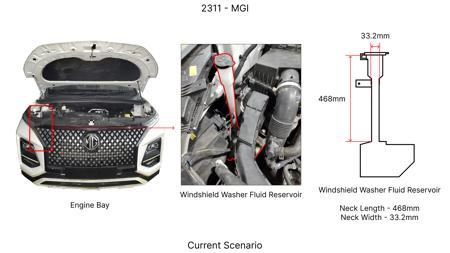 2311 - MGI
33.2mm
468mm
Engine Bay
Windshield Washer Fluid Reservoir
Windshield Washer Fluid Reservoir
Neck Length - 468mm
Neck Width - 33.2mm
Current Scenario